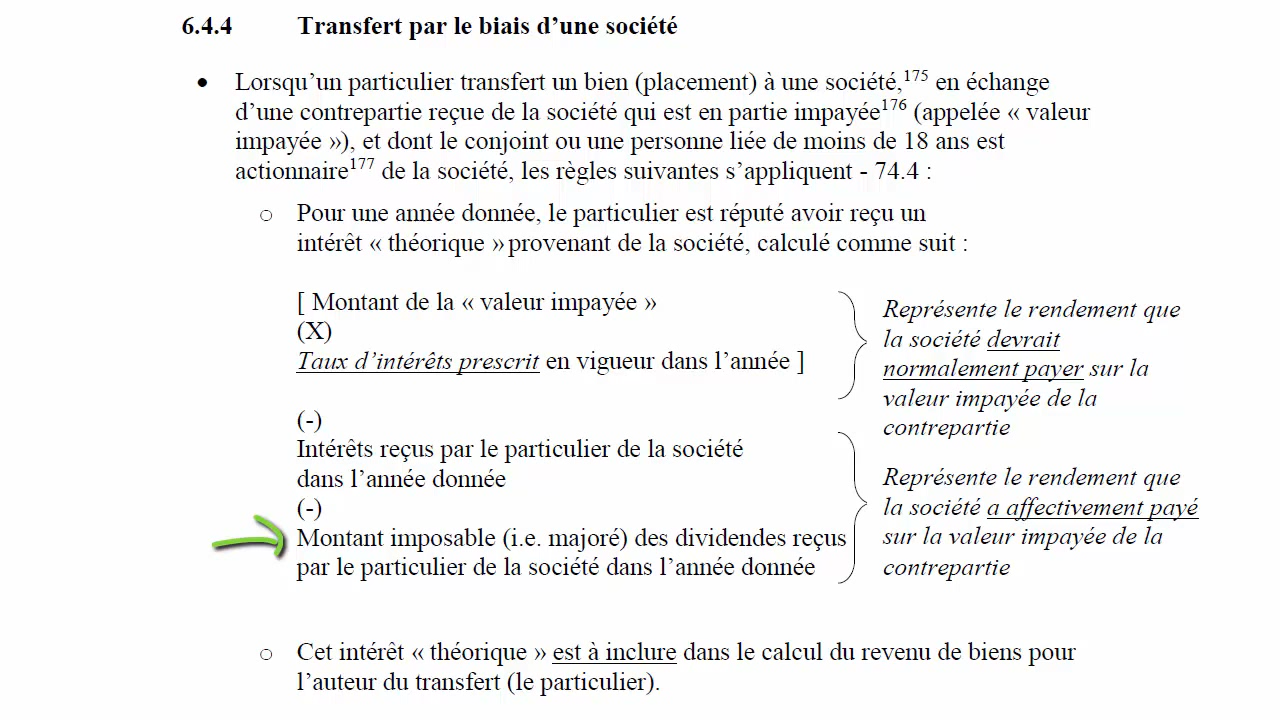 6.4.4 Transfert par le biais d’une société
• Lorsqu’un particulier transfert un bien (placement) à une société,175 en échange
d’une contrepartie reçue de la société qui est en partie impayée176 (appelée « valeur
impayée »), et dont le conjoint ou une personne liée de moins de 18 ans est
actionnaire177 de la société, les règles suivantes s’appliquent - 74.4 :
o Pour une année donnée, le particulier est réputé avoir reçu un
intérêt « théorique » provenant de la société, calculé comme suit :
[ Montant de la « valeur impayée »
(X)
Taux d’intérêts prescrit en vigueur dans l’année ]
Représente le rendement que
la société devrait
normalement payer sur la
valeur impayée de la
contrepartie
(-)
Intérêts reçus par le particulier de la société
dans l’année donnée
(-)
Montant imposable (i.e. majoré) des dividendes reçus
par le particulier de la société dans l’année donnée
Représente le rendement que
la société a affectivement payé
sur la valeur impayée de la
contrepartie
o Cet intérêt « théorique » est à inclure dans le calcul du revenu de biens pour
l’auteur du transfert (le particulier).